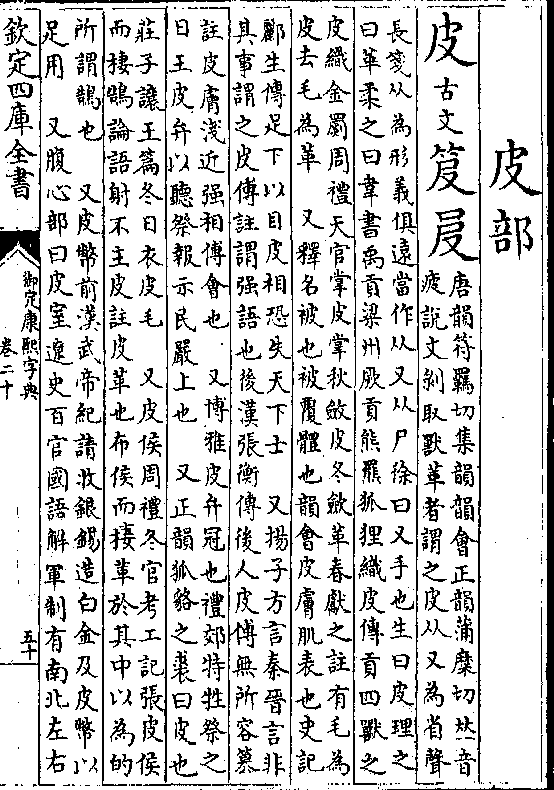 皮部
皮古文笈㞋唐韻符羈切集韻韻會正韻蒲麋切𠀤音
疲說文剝取獸革者謂之皮从又為省聲
長箋从為形義俱遠當作从又从尸徐曰又手也生曰皮理之
曰革柔之曰韋書禹貢梁州厥貢熊羆狐狸織皮傳貢四獸之
皮織金罽周禮天官掌皮掌秋斂皮冬斂革春獻之註有毛為
皮去毛為革　又釋名被也被覆體也韻會皮膚肌表也史記
酈生傳足下以目皮相恐失天下士　又揚子方言秦晉言非
其事謂之皮傅註謂强語也後漢張衡傳後人皮傅無所容篡
註皮膚淺近强相傅會也　又博雅皮弁冠也禮郊特牲祭之
日王皮弁以聽祭報示民嚴上也　又正韻狐貉之裘曰皮也
莊子讓王篇冬日衣皮毛　又皮侯周禮冬官考工記張皮侯
而棲鵠論語射不主皮註皮革也布侯而棲革於其中以為的
所謂鵠也　又皮幣前漢武帝紀請收銀錫造白金及皮幣以
足用　又腹心部曰皮室遼史百官國語解軍制有南北左右
欽定四庫全書
御定康熙字典
卷二十
五十